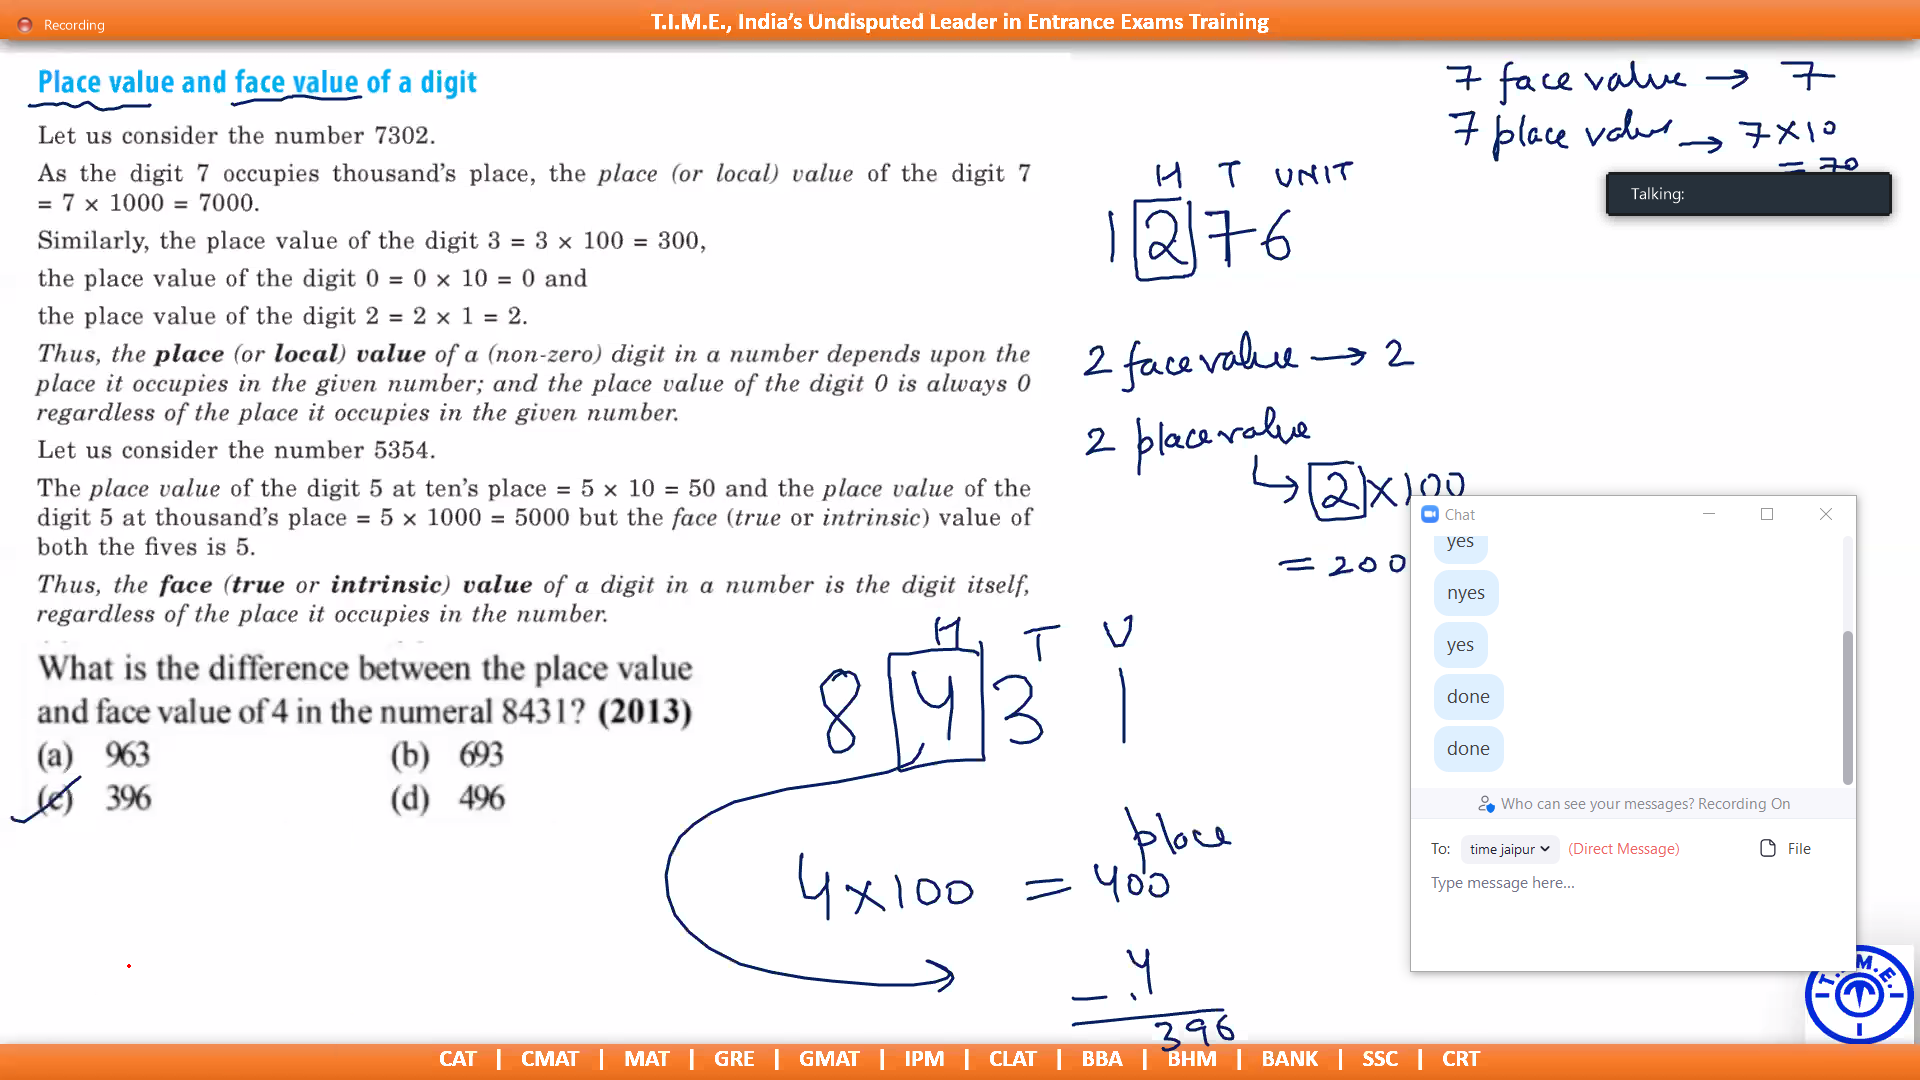 Recording
T.I.M.E., India's Undisputed Leader in Entrance Exams Training
Place value and face value of a digit
Let us consider the number 7302.
As the digit 7 occupies thousand's place, the place (or local) value of the digit 7
= 7 × 1000 = 7000.
Similarly, the place value of the digit 3 = 3 × 100 = 300,
the place value of the digit 0 = 0 × 10 = 0 and
the place value of the digit 2 = 2 × 1 = 2.
Thus, the place (or local) value of a (non-zero) digit in a number depends upon the
place it occupies in the given number; and the place value of the digit 0 is always 0
regardless of the place it occupies in the given number.
Let us consider the number 5354.
The place value of the digit 5 at ten's place = 5 × 10 = 50 and the place value of the
digit 5 at thousand's place = 5 × 1000 = 5000 but the face (true or intrinsic) value of
both the fives is 5.
Thus, the face (true or intrinsic) value of a digit in a number is the digit itself,
regardless of the place it occupies in the number.
What is the difference between the place value
and face value of 4 in the numeral 8431? (2013)
(a) 963 (b) 693
(c) 396 (d) 496
7 face value → 7
7 place value → 7×10
= 70
Talking:
H T UNIT
1 2 7 6
2 face value → 2
2 place value
↳ 2×100
= 200
H T U
8 4 3 1
place
4×100 = 400
- 4
396
Chat
yes
nyes
yes
done
done
Who can see your messages? Recording On
To: time jaipur (Direct Message) File
Type message here...
T.I.M.E.
CAT | CMAT | MAT | GRE | GMAT | IPM | CLAT | BBA | BHM | BANK | SSC | CRT